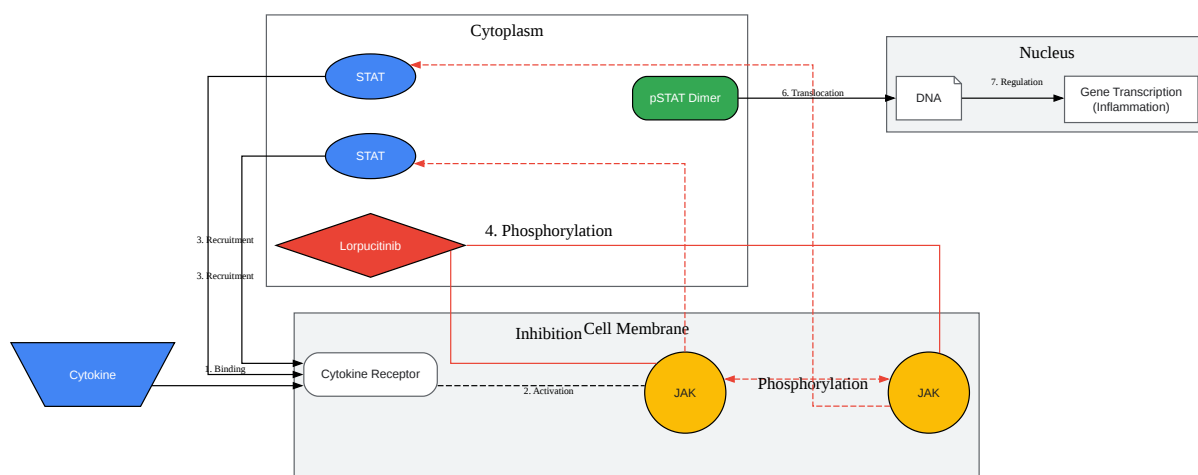 Cytoplasm
Nucleus
STAT
pSTAT Dimer
6. Translocation
DNA
7. Regulation
Gene Transcription
(Inflammation)
STAT
4. Phosphorylation
3. Recruitment
Lorpucitinib
3. Recruitment
Inhibition
Cell Membrane
Cytokine
1. Binding
Cytokine Receptor
2. Activation
JAK
Phosphorylation
JAK